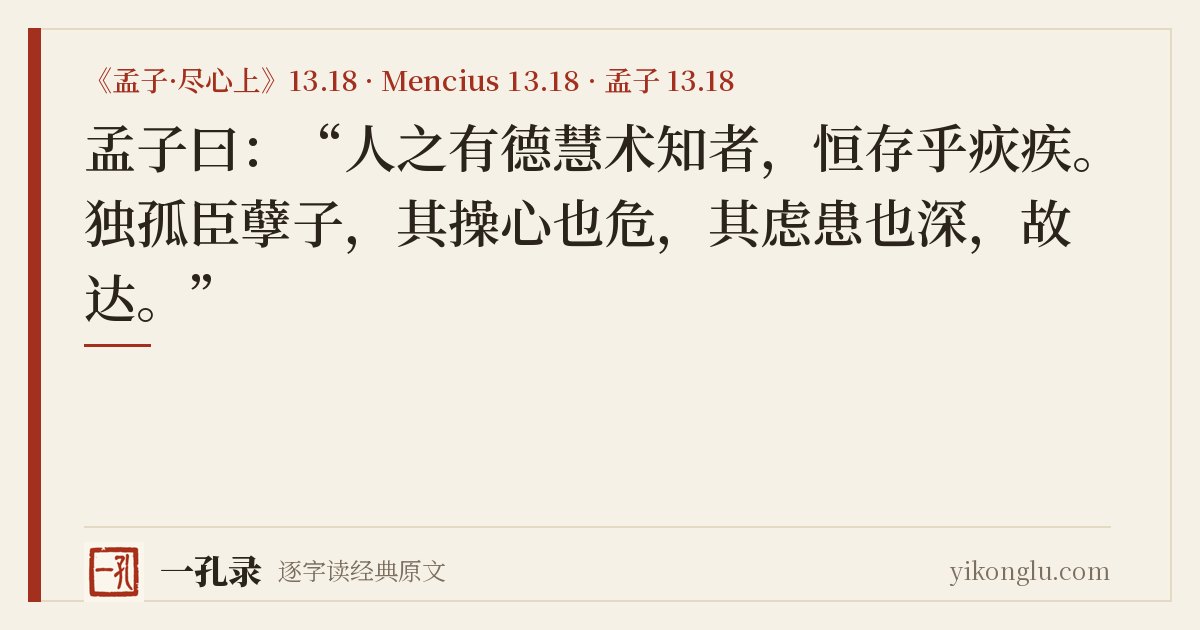 《孟子·尽心上》13.18 · Mencius 13.18 · 孟子 13.18
孟子曰：“人之有德慧术知者，恒存乎疢疾。
独孤臣孽子，其操心也危，其虑患也深，故
达。”
一孔
一孔录 逐字读经典原文 yikonglu.com